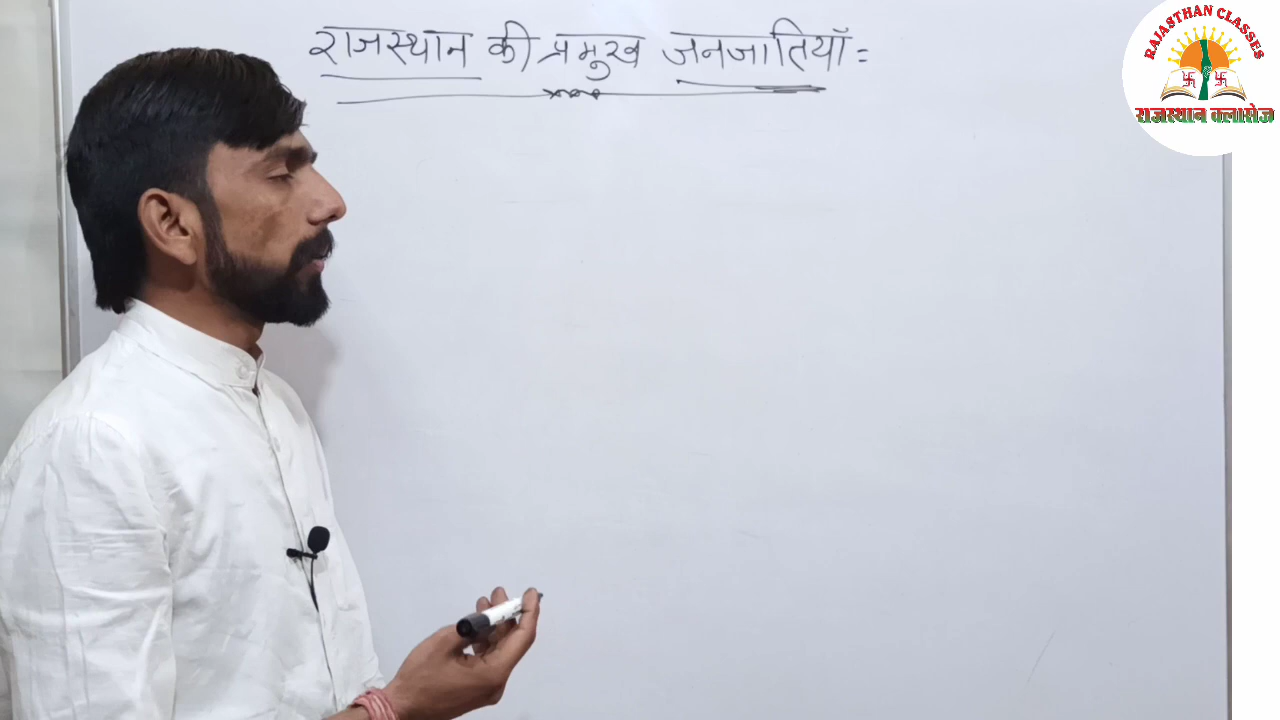 राजस्थान की प्रमुख जनजातियाँ :
RAJASTHAN CLASSES
राजस्थान क्लासेज